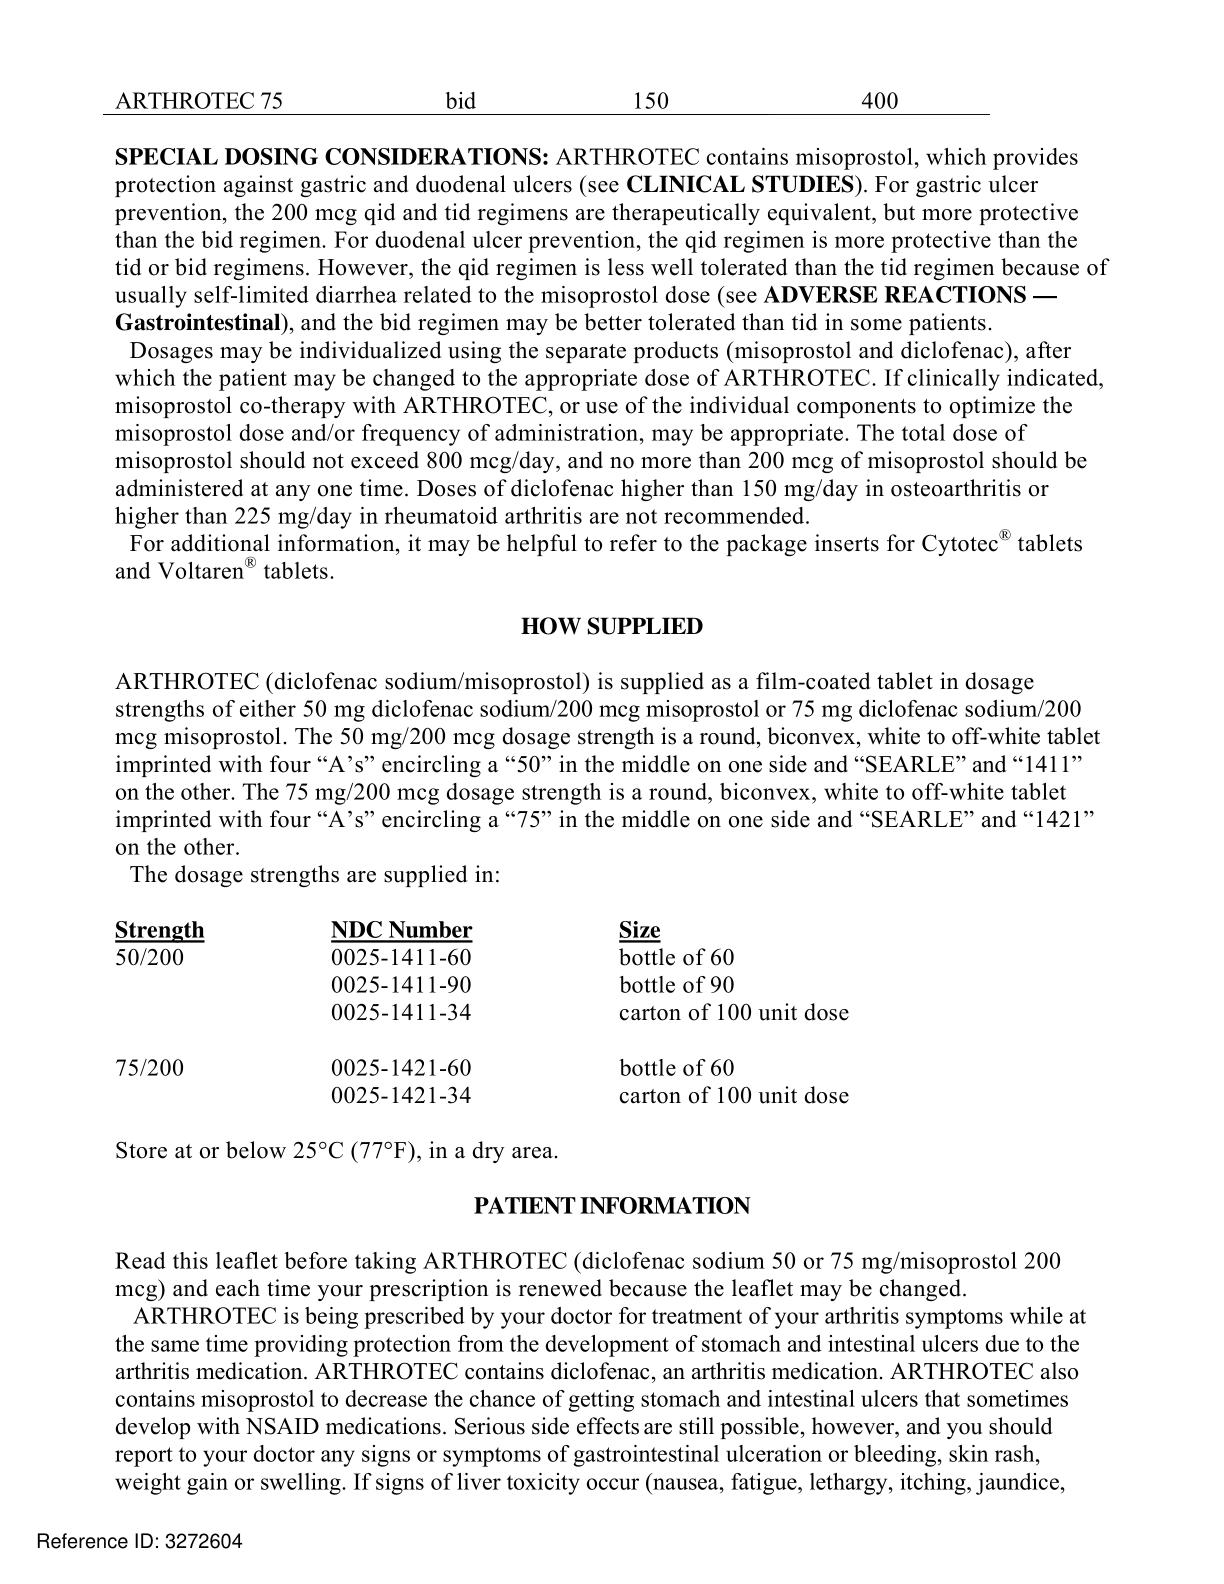 ARTHROTEC 75 bid 150 400
SPECIAL DOSING CONSIDERATIONS: ARTHROTEC contains misoprostol, which provides
protection against gastric and duodenal ulcers (see CLINICAL STUDIES). For gastric ulcer
prevention, the 200 mcg qid and tid regimens are therapeutically equivalent, but more protective
than the bid regimen. For duodenal ulcer prevention, the qid regimen is more protective than the
tid or bid regimens. However, the qid regimen is less well tolerated than the tid regimen because of
usually self-limited diarrhea related to the misoprostol dose (see ADVERSE REACTIONS —
Gastrointestinal), and the bid regimen may be better tolerated than tid in some patients.
Dosages may be individualized using the separate products (misoprostol and diclofenac), after
which the patient may be changed to the appropriate dose of ARTHROTEC. If clinically indicated,
misoprostol co-therapy with ARTHROTEC, or use of the individual components to optimize the
misoprostol dose and/or frequency of administration, may be appropriate. The total dose of
misoprostol should not exceed 800 mcg/day, and no more than 200 mcg of misoprostol should be
administered at any one time. Doses of diclofenac higher than 150 mg/day in osteoarthritis or
higher than 225 mg/day in rheumatoid arthritis are not recommended.
For additional information, it may be helpful to refer to the package inserts for Cytotec® tablets
and Voltaren® tablets.
HOW SUPPLIED
ARTHROTEC (diclofenac sodium/misoprostol) is supplied as a film-coated tablet in dosage
strengths of either 50 mg diclofenac sodium/200 mcg misoprostol or 75 mg diclofenac sodium/200
mcg misoprostol. The 50 mg/200 mcg dosage strength is a round, biconvex, white to off-white tablet
imprinted with four “A’s” encircling a “50” in the middle on one side and “SEARLE” and “1411”
on the other. The 75 mg/200 mcg dosage strength is a round, biconvex, white to off-white tablet
imprinted with four “A’s” encircling a “75” in the middle on one side and “SEARLE” and “1421”
on the other.
The dosage strengths are supplied in:
Strength NDC Number Size
50/200 0025-1411-60 bottle of 60
0025-1411-90 bottle of 90
0025-1411-34 carton of 100 unit dose
75/200 0025-1421-60 bottle of 60
0025-1421-34 carton of 100 unit dose
Store at or below 25°C (77°F), in a dry area.
PATIENT INFORMATION
Read this leaflet before taking ARTHROTEC (diclofenac sodium 50 or 75 mg/misoprostol 200
mcg) and each time your prescription is renewed because the leaflet may be changed.
ARTHROTEC is being prescribed by your doctor for treatment of your arthritis symptoms while at
the same time providing protection from the development of stomach and intestinal ulcers due to the
arthritis medication. ARTHROTEC contains diclofenac, an arthritis medication. ARTHROTEC also
contains misoprostol to decrease the chance of getting stomach and intestinal ulcers that sometimes
develop with NSAID medications. Serious side effects are still possible, however, and you should
report to your doctor any signs or symptoms of gastrointestinal ulceration or bleeding, skin rash,
weight gain or swelling. If signs of liver toxicity occur (nausea, fatigue, lethargy, itching, jaundice,
Reference ID: 3272604